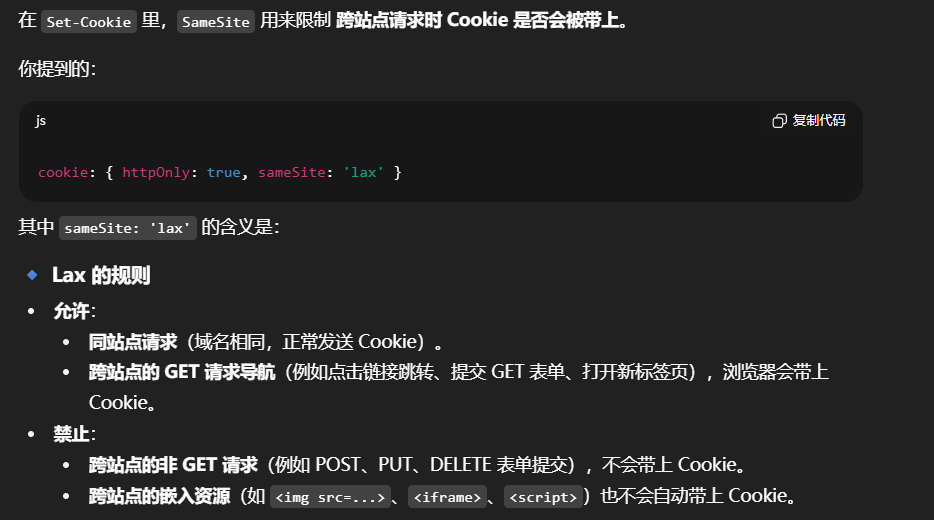 在 Set-Cookie 里，SameSite 用来限制 跨站点请求时 Cookie 是否会被带上。
你提到的：
js
复制代码
cookie: { httpOnly: true, sameSite: 'lax' }
其中 sameSite: 'lax' 的含义是：
🔹 Lax 的规则
• 允许：
• 同站点请求（域名相同，正常发送 Cookie）。
• 跨站点的 GET 请求导航（例如点击链接跳转、提交 GET 表单、打开新标签页），浏览器会带上
Cookie。
• 禁止：
• 跨站点的非 GET 请求（例如 POST、PUT、DELETE 表单提交），不会带上 Cookie。
• 跨站点的嵌入资源（如 <img src=...>、<iframe>、<script>）也不会自动带上 Cookie。